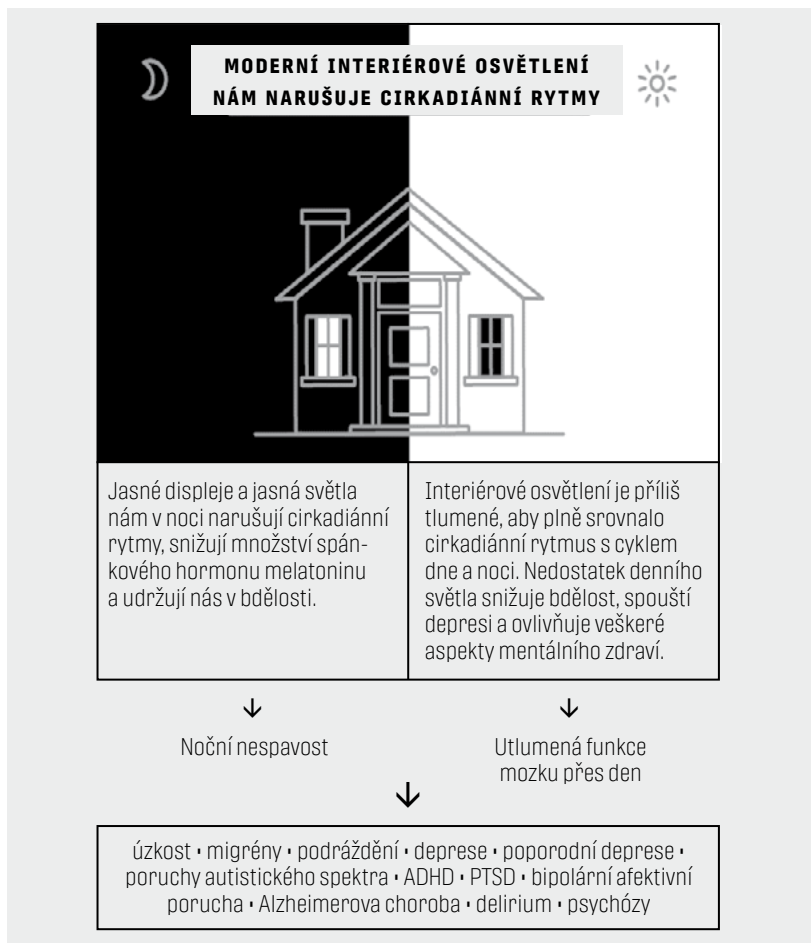 MODERNÍ INTERIÉROVÉ OSVĚTLENÍ
NÁM NARUŠUJE CIRKADIÁNNÍ RYTMY
Jasné displeje a jasná světla
nám v noci narušují cirkadiánní
rytmy, snižují množství spán-
kového hormonu melatoninu
a udržují nás v bdělosti.
Interiérové osvětlení je příliš
tlumené, aby plně srovnalo
cirkadiánní rytmus s cyklem
dne a noci. Nedostatek denního
světla snižuje bdělost, spouští
depresi a ovlivňuje veškeré
aspekty mentálního zdraví.
Noční nespavost
Utlumená funkce
mozku přes den
úzkost • migrény • podráždění • deprese • poporodní deprese •
poruchy autistického spektra • ADHD • PTSD • bipolární afektivní
porucha • Alzheimerova choroba • delirium • psychózy